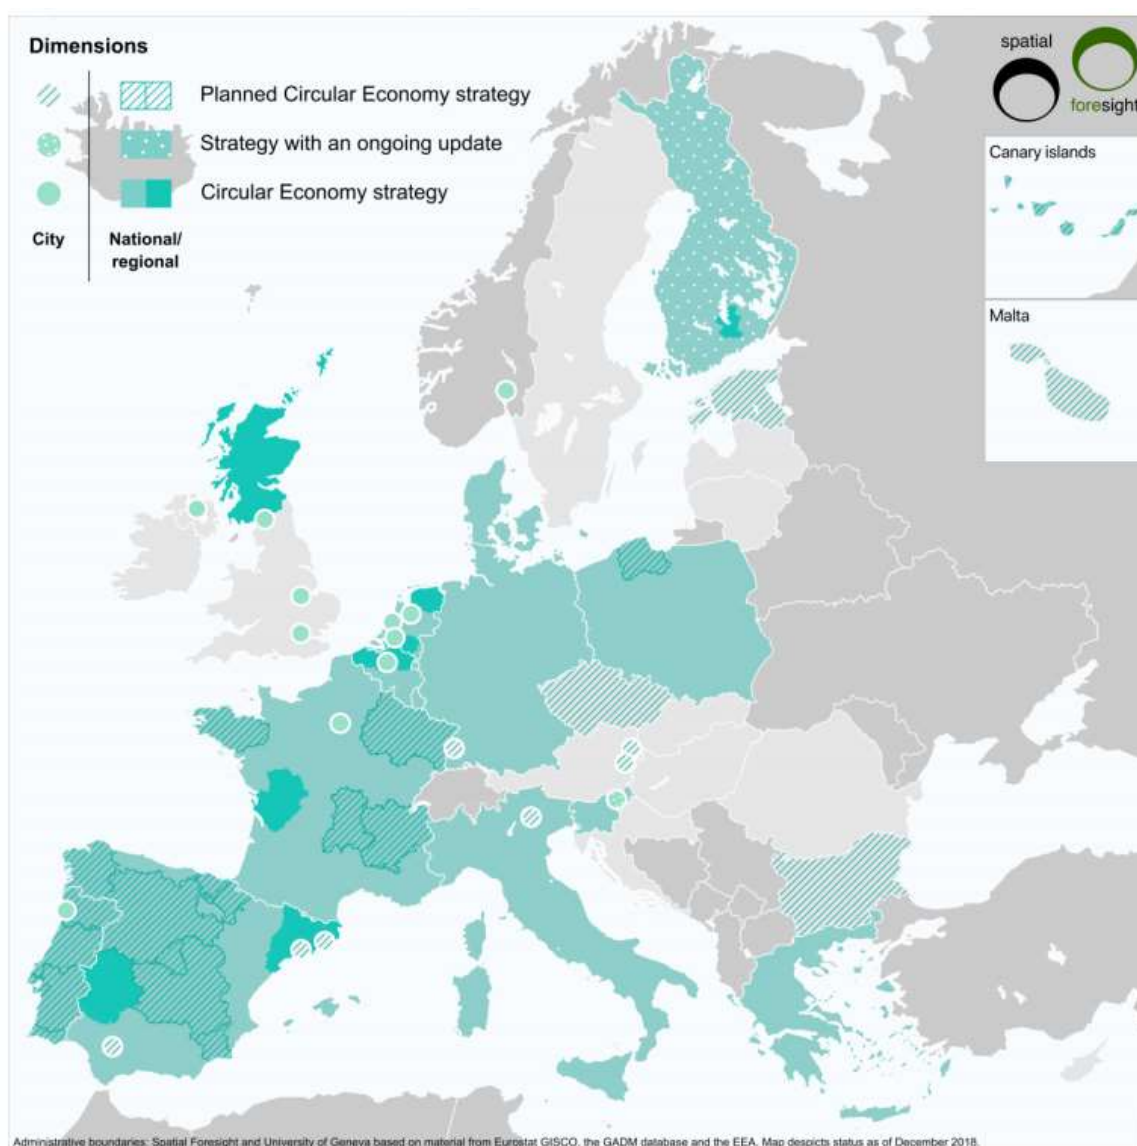 Dimensions
Planned Circular Economy strategy
Strategy with an ongoing update
Circular Economy strategy
City
National/
regional
spatial
foresight
Canary islands
Malta
Administrative boundaries: Spatial Foresight and University of Geneva based on material from Eurostat GISCO, the GADM database and the EEA. Map depicts status as of December 2018.